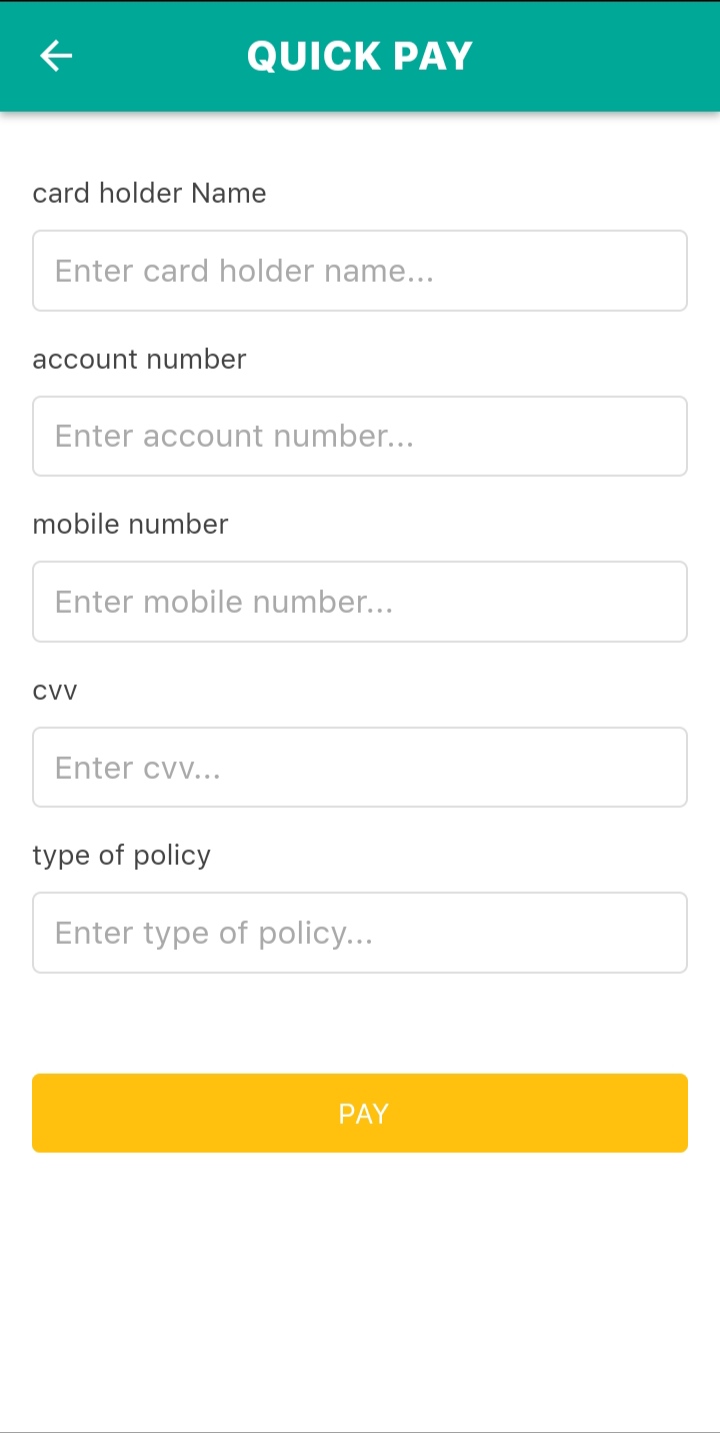 QUICK PAY
card holder Name
Enter card holder name...
account number
Enter account number...
mobile number
Enter mobile number...
cvv
Enter cvv...
type of policy
Enter type of policy...
PAY